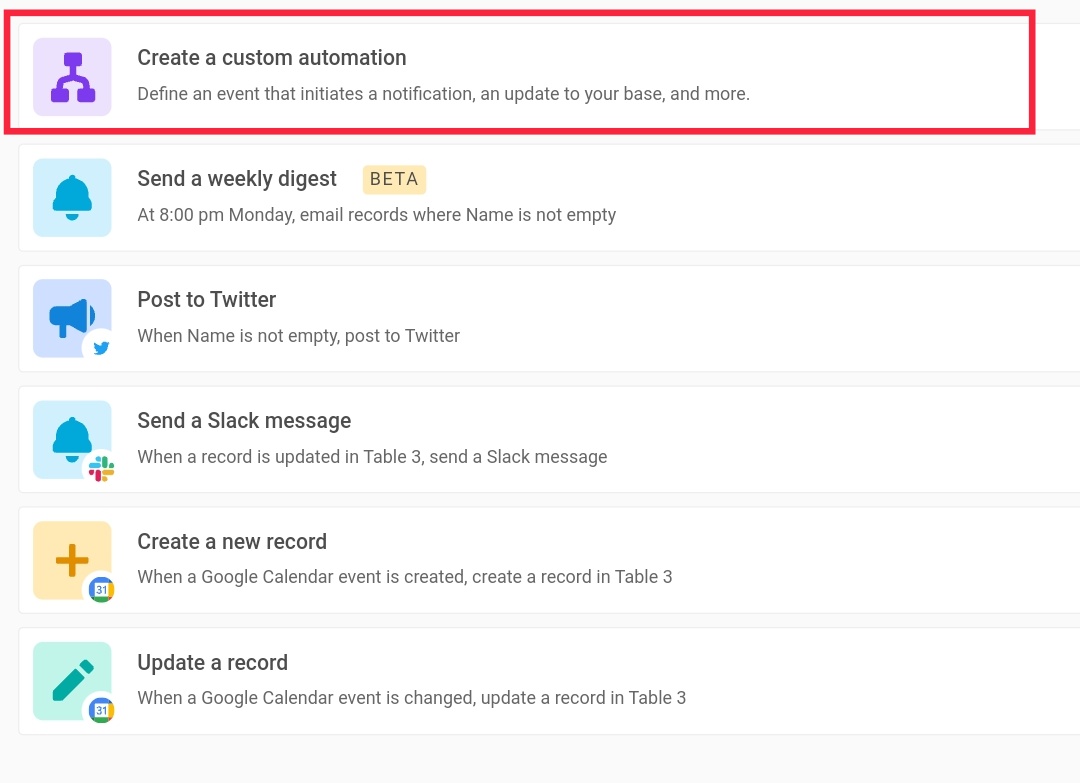 Create a custom automation
Define an event that initiates a notification, an update to your base, and more.
Send a weekly digest BETA
At 8:00 pm Monday, email records where Name is not empty
Post to Twitter
When Name is not empty, post to Twitter
Send a Slack message
When a record is updated in Table 3, send a Slack message
Create a new record
31
When a Google Calendar event is created, create a record in Table 3
Update a record
31
When a Google Calendar event is changed, update a record in Table 3